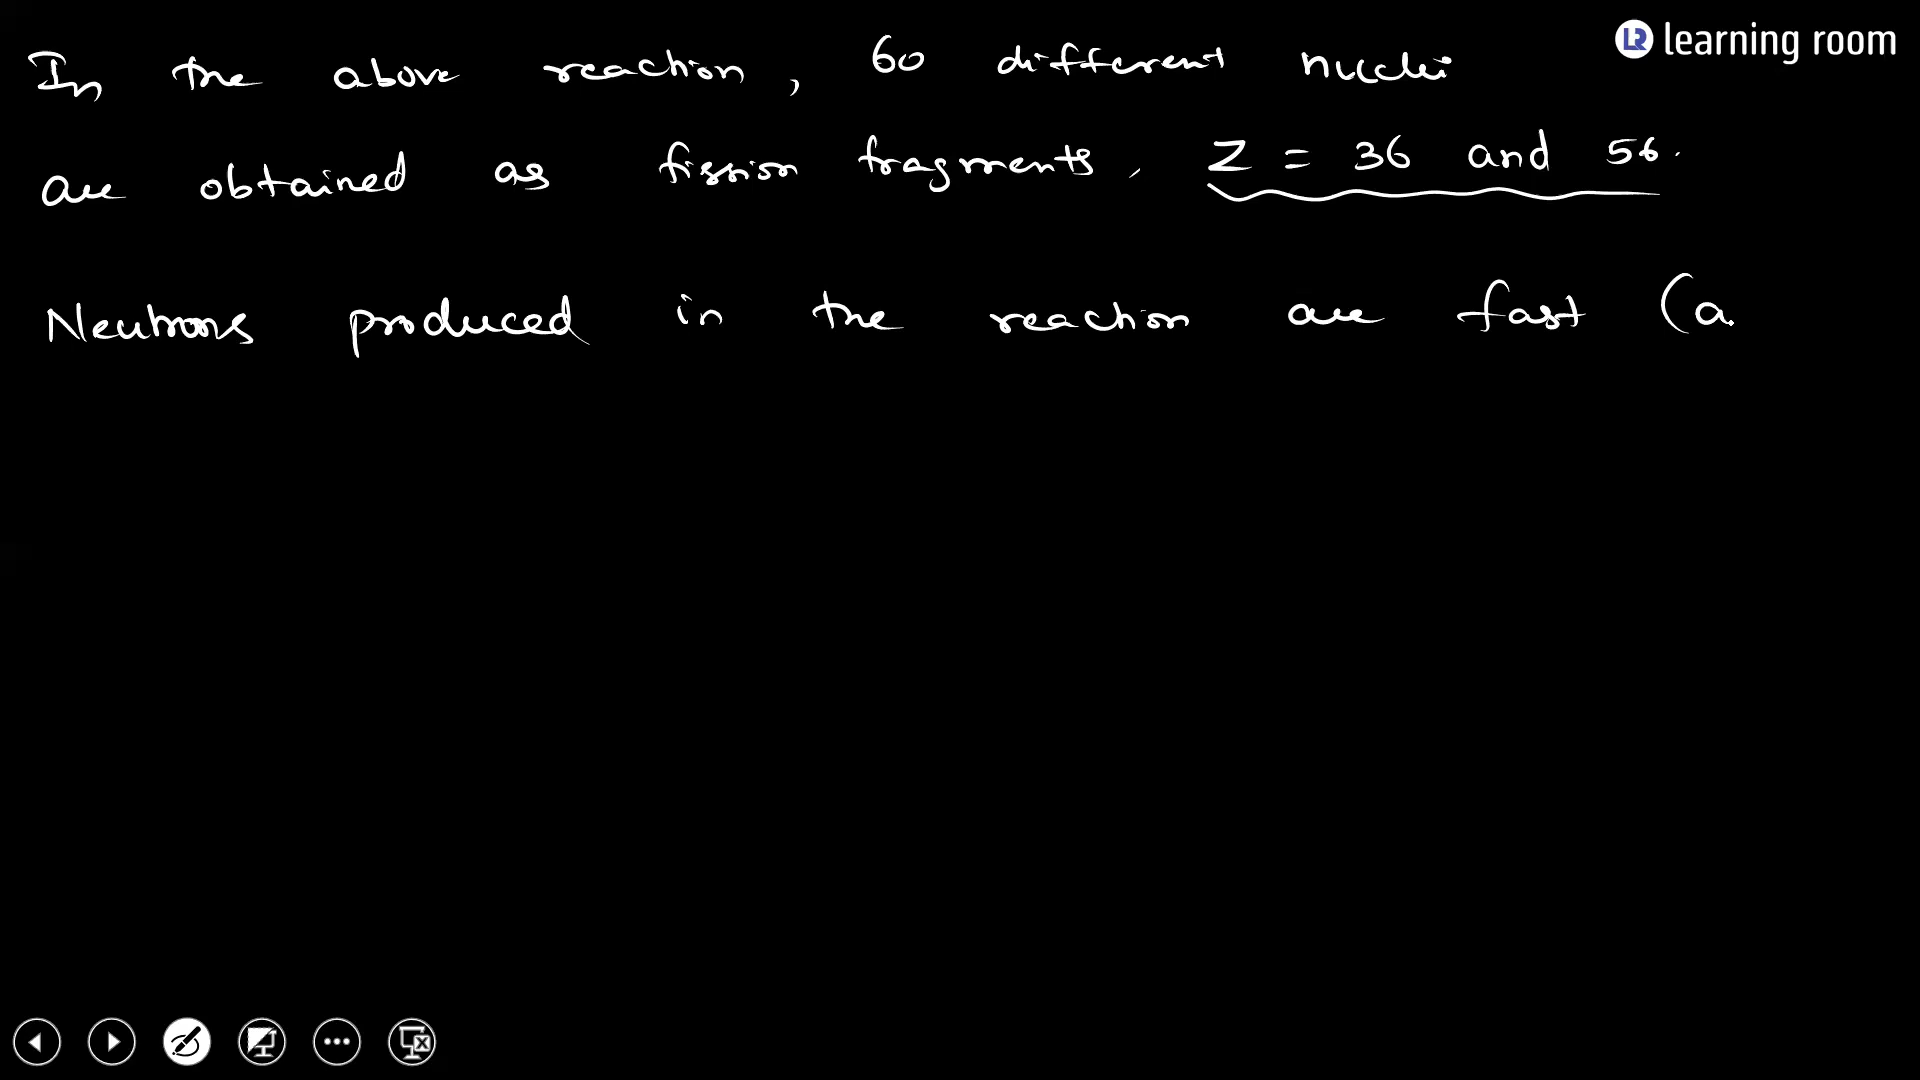 learning room
In the above reaction, 60 different nuclei
are obtained as fission fragments, Z = 36 and 56.
Neutrons produced in the reaction are fast (a